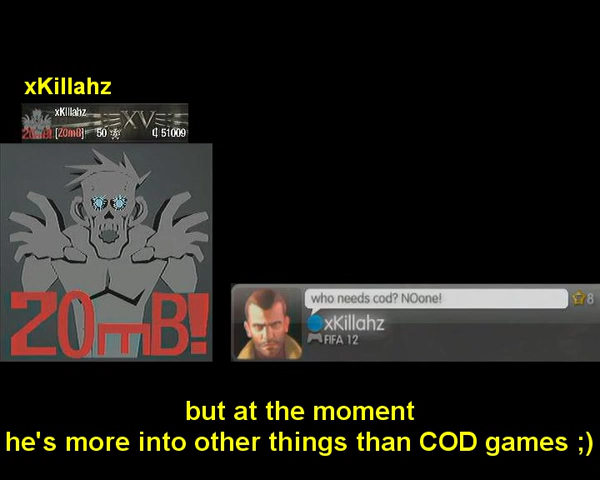 xKillahz
xKillahz
XV
[Z0mB] 50 ₵ 51009
Z0mB!
who needs cod? NOone!
8
xKillahz
FIFA 12
but at the moment
he's more into other things than COD games ;)